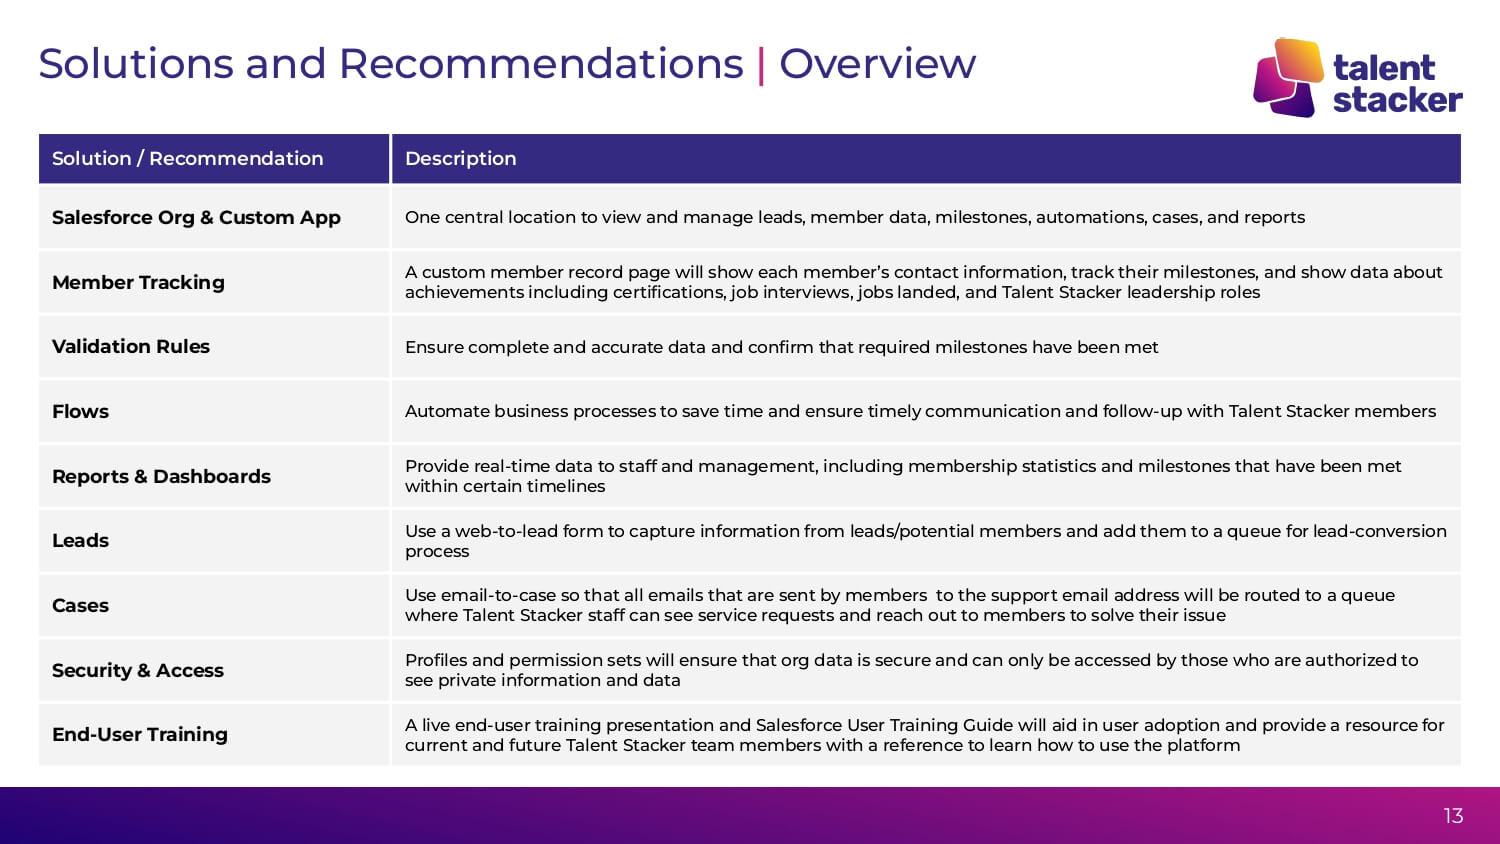 Solutions and Recommendations | Overview
talent
stacker
Solution / Recommendation
Description
Salesforce Org & Custom App
One central location to view and manage leads, member data, milestones, automations, cases, and reports
Member Tracking
A custom member record page will show each member’s contact information, track their milestones, and show data about
achievements including certifications, job interviews, jobs landed, and Talent Stacker leadership roles
Validation Rules
Ensure complete and accurate data and confirm that required milestones have been met
Flows
Automate business processes to save time and ensure timely communication and follow-up with Talent Stacker members
Reports & Dashboards
Provide real-time data to staff and management, including membership statistics and milestones that have been met
within certain timelines
Leads
Use a web-to-lead form to capture information from leads/potential members and add them to a queue for lead-conversion
process
Cases
Use email-to-case so that all emails that are sent by members  to the support email address will be routed to a queue
where Talent Stacker staff can see service requests and reach out to members to solve their issue
Security & Access
Profiles and permission sets will ensure that org data is secure and can only be accessed by those who are authorized to
see private information and data
End-User Training
A live end-user training presentation and Salesforce User Training Guide will aid in user adoption and provide a resource for
current and future Talent Stacker team members with a reference to learn how to use the platform
13